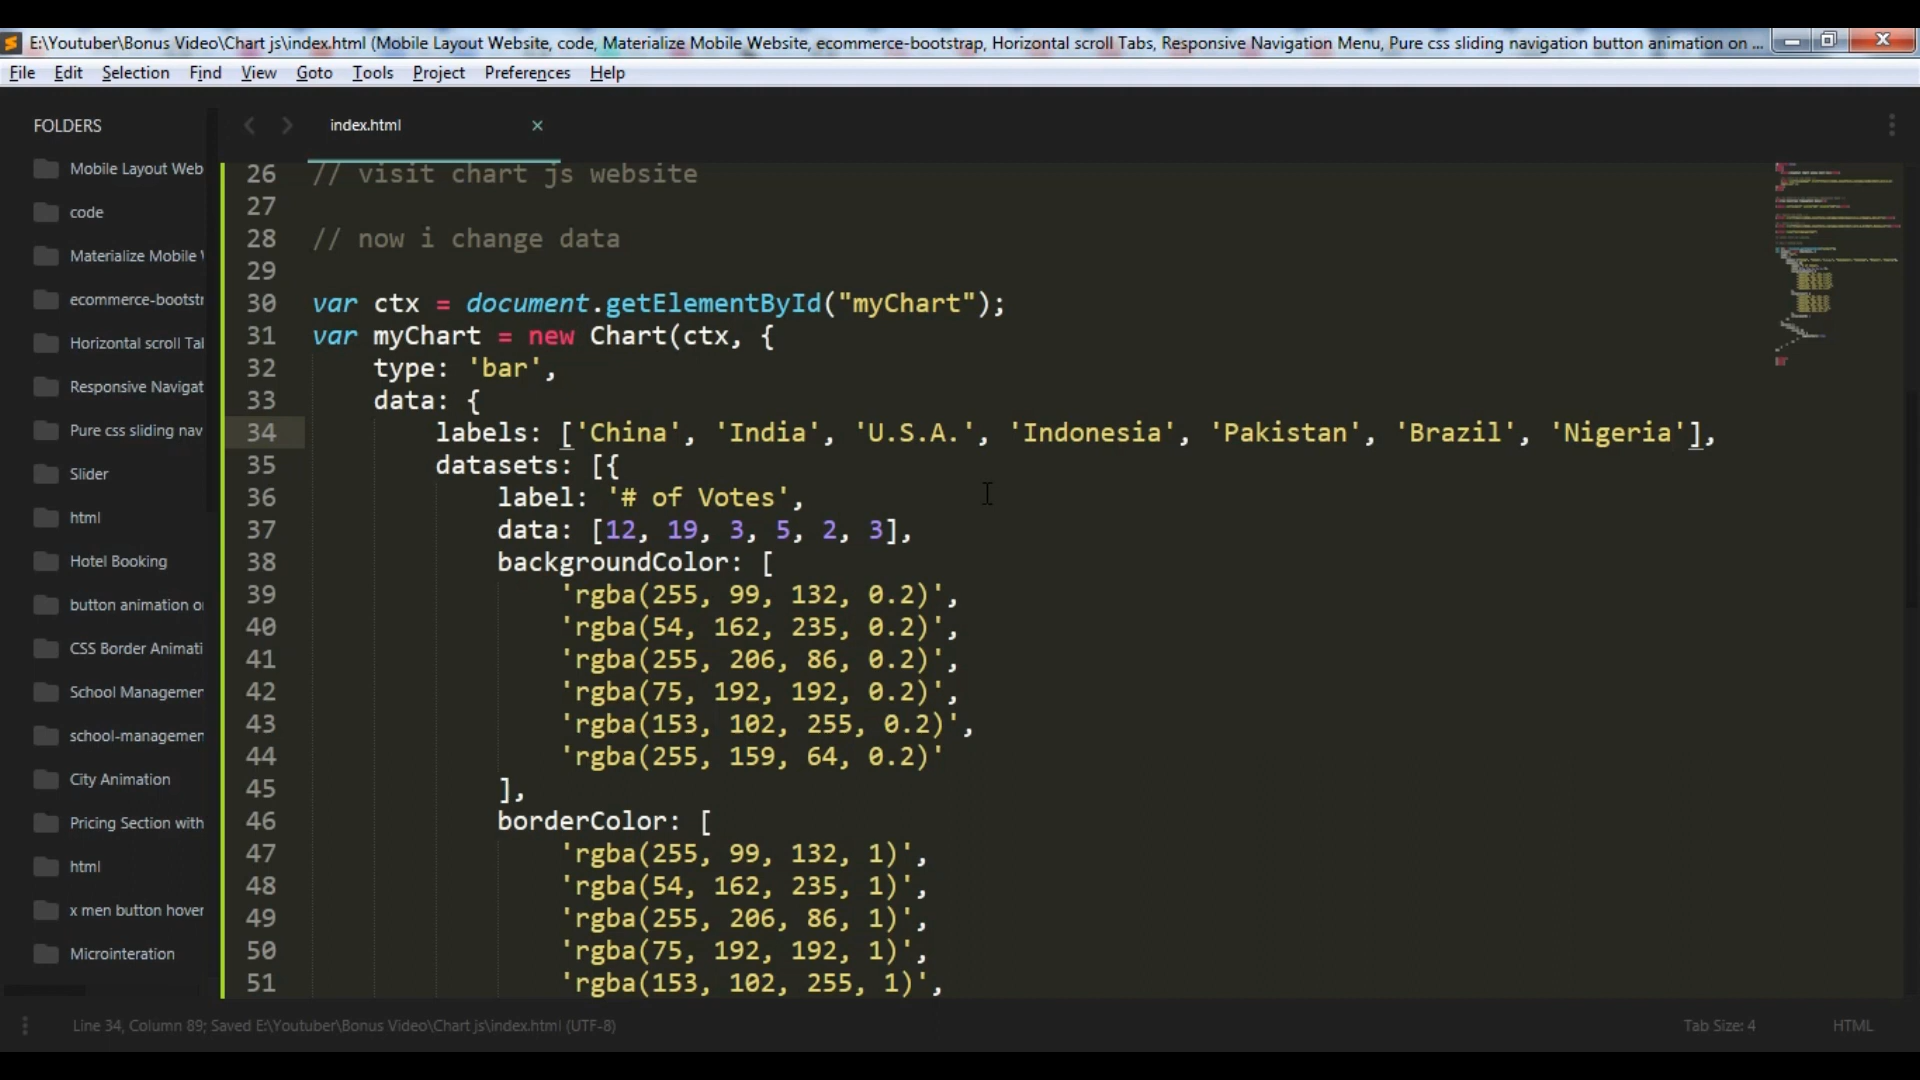 E:\Youtuber\Bonus Video\Chart js\index.html (Mobile Layout Website, code, Materialize Mobile Website, ecommerce-bootstrap, Horizontal scroll Tabs, Responsive Navigation Menu, Pure css sliding navigation button animation on ...
File Edit Selection Find View Goto Tools Project Preferences Help
FOLDERS
Mobile Layout Web
code
Materialize Mobile
ecommerce-bootstr
Horizontal scroll Tal
Responsive Navigat
Pure css sliding nav
Slider
html
Hotel Booking
button animation o
CSS Border Animati
School Managemer
school-managemen
City Animation
Pricing Section with
html
x men button hover
Microinteration
index.html ×
26 // visit chart js website
27
28 // now i change data
29
30 var ctx = document.getElementById("myChart");
31 var myChart = new Chart(ctx, {
32 type: 'bar',
33 data: {
34 labels: ['China', 'India', 'U.S.A.', 'Indonesia', 'Pakistan', 'Brazil', 'Nigeria'],
35 datasets: [{
36 label: '# of Votes',
37 data: [12, 19, 3, 5, 2, 3],
38 backgroundColor: [
39 'rgba(255, 99, 132, 0.2)',
40 'rgba(54, 162, 235, 0.2)',
41 'rgba(255, 206, 86, 0.2)',
42 'rgba(75, 192, 192, 0.2)',
43 'rgba(153, 102, 255, 0.2)',
44 'rgba(255, 159, 64, 0.2)'
45 ],
46 borderColor: [
47 'rgba(255, 99, 132, 1)',
48 'rgba(54, 162, 235, 1)',
49 'rgba(255, 206, 86, 1)',
50 'rgba(75, 192, 192, 1)',
51 'rgba(153, 102, 255, 1)',
Line 34, Column 89; Saved E:\Youtuber\Bonus Video\Chart js\index.html (UTF-8)
Tab Size: 4
HTML